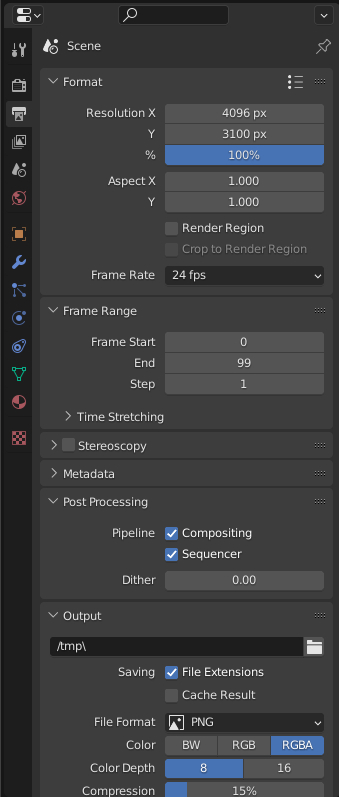 Scene
Format
Resolution X 4096 px
Y 3100 px
% 100%
Aspect X 1.000
Y 1.000
Render Region
Crop to Render Region
Frame Rate 24 fps
Frame Range
Frame Start 0
End 99
Step 1
Time Stretching
Stereoscopy
Metadata
Post Processing
Pipeline Compositing
Sequencer
Dither 0.00
Output
/tmp\
Saving File Extensions
Cache Result
File Format PNG
Color BW RGB RGBA
Color Depth 8 16
Compression 15%